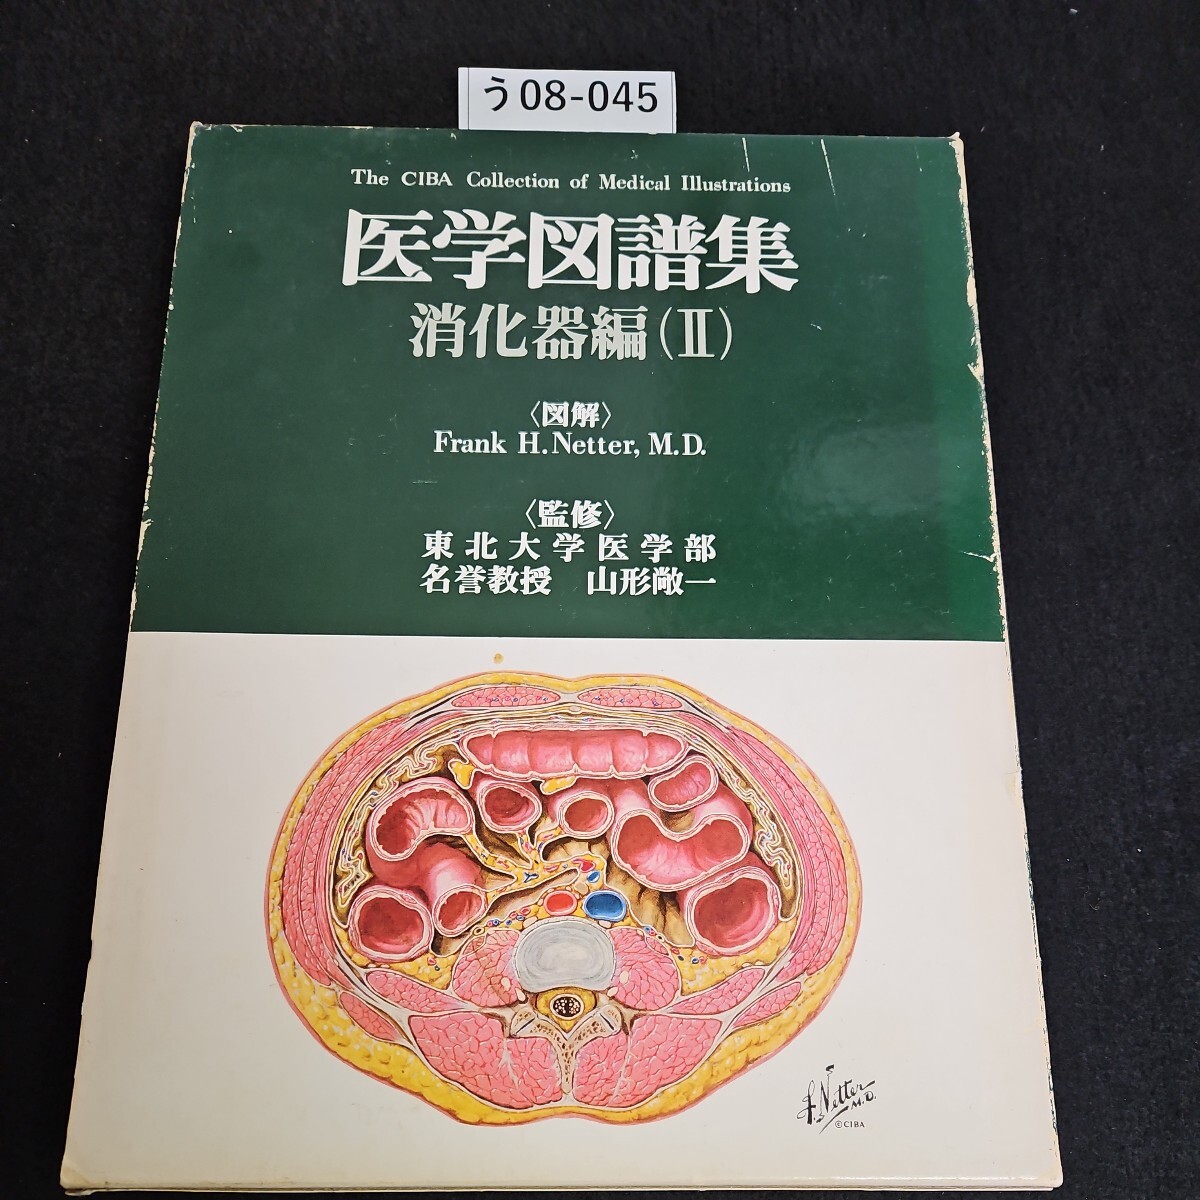 う08-045
The CIBA Collection of Medical Illustrations
医学図譜集
消化器編(Ⅱ)
〈図解〉
Frank H. Netter, M.D.
〈監修〉
東北大学医学部
名誉教授 山形敞一
F. Netter
M.D.
©CIBA